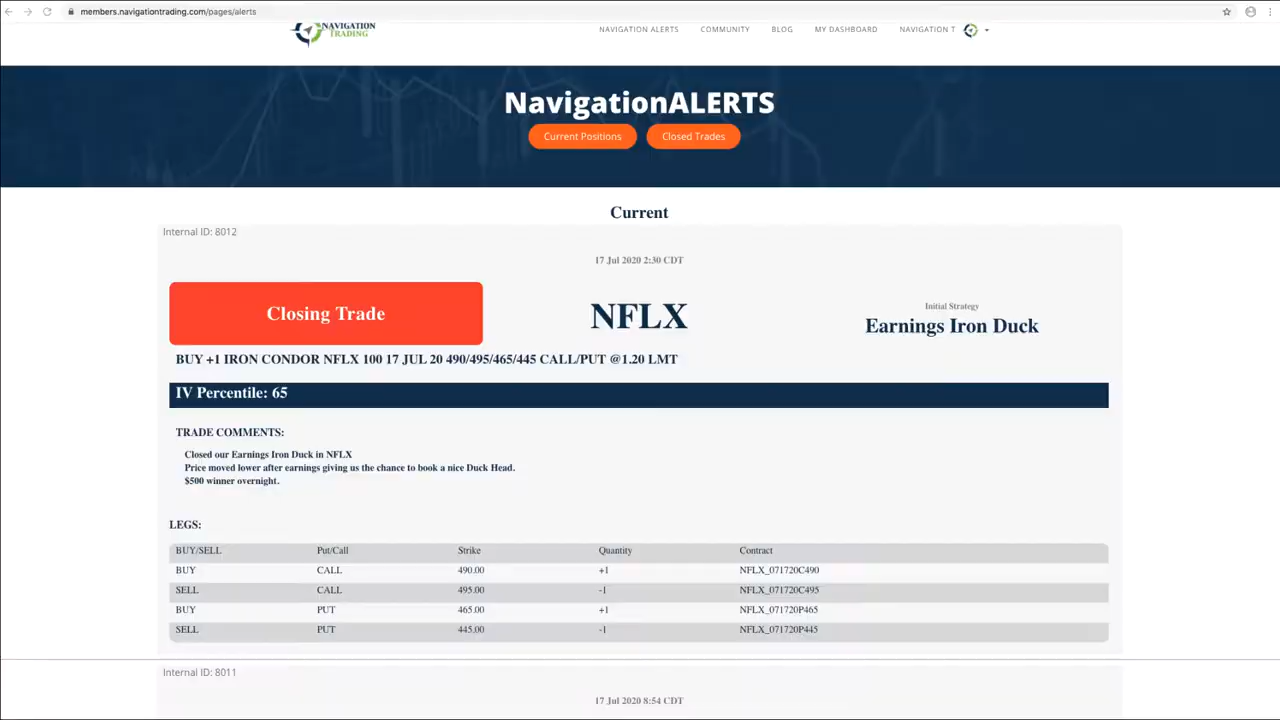 members.navigationtrading.com/pages/alerts
NAVIGATION
TRADING
NAVIGATION ALERTS COMMUNITY BLOG MY DASHBOARD NAVIGATION T
NavigationALERTS
Current Positions Closed Trades
Current
Internal ID: 8012
17 Jul 2020 2:30 CDT
Closing Trade
NFLX
Initial Strategy
Earnings Iron Duck
BUY +1 IRON CONDOR NFLX 100 17 JUL 20 490/495/465/445 CALL/PUT @1.20 LMT
IV Percentile: 65
TRADE COMMENTS:
Closed our Earnings Iron Duck in NFLX
Price moved lower after earnings giving us the chance to book a nice Duck Head.
$500 winner overnight.
LEGS:
BUY/SELL Put/Call Strike Quantity Contract
BUY CALL 490.00 +1 NFLX_071720C490
SELL CALL 495.00 -1 NFLX_071720C495
BUY PUT 465.00 +1 NFLX_071720P465
SELL PUT 445.00 -1 NFLX_071720P445
Internal ID: 8011
17 Jul 2020 8:54 CDT